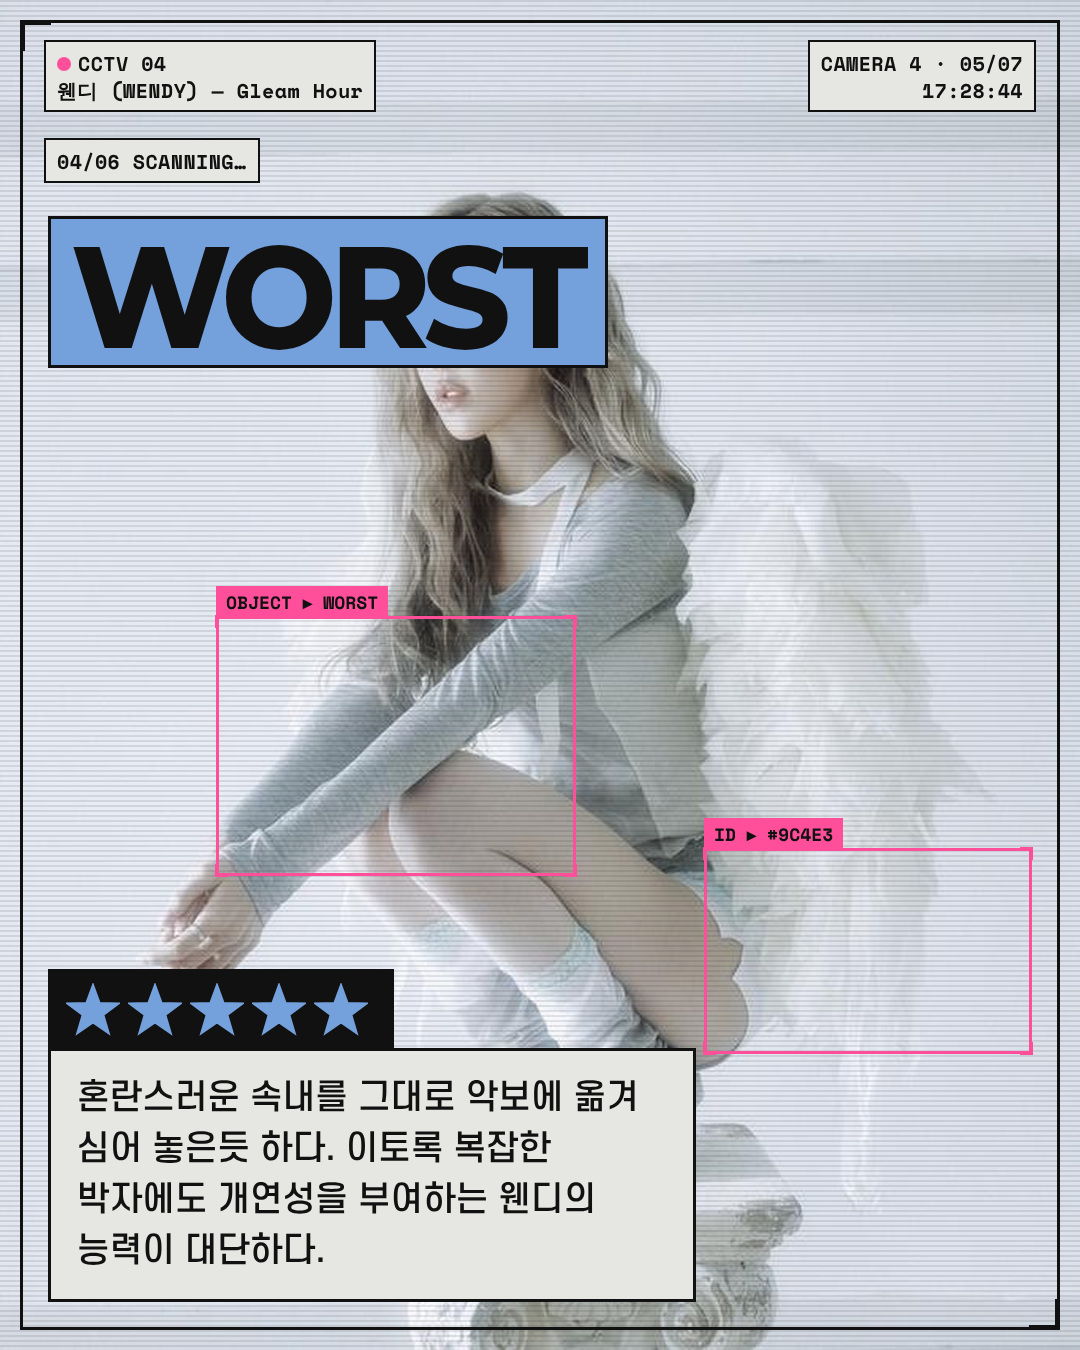 CCTV 04
웬디 (WENDY) — Gleam Hour
CAMERA 4 · 05/07
17:28:44
04/06 SCANNING…
WORST
OBJECT ► WORST
ID ► #9C4E3
★★★★★
혼란스러운 속내를 그대로 악보에 옮겨
심어 놓은듯 하다. 이토록 복잡한
박자에도 개연성을 부여하는 웬디의
능력이 대단하다.